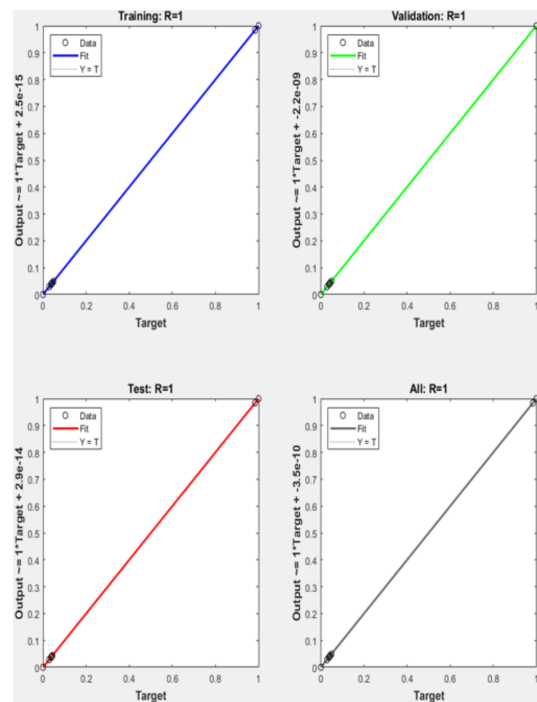 Training: R=1
Data
Fit
Y = T
Output ~= 1*Target + 2.5e-15
1
0.9
0.8
0.7
0.6
0.5
0.4
0.3
0.2
0.1
0
0 0.2 0.4 0.6 0.8 1
Target
Validation: R=1
Data
Fit
Y = T
Output ~= 1*Target + -2.2e-09
1
0.9
0.8
0.7
0.6
0.5
0.4
0.3
0.2
0.1
0
0 0.2 0.4 0.6 0.8 1
Target
Test: R=1
Data
Fit
Y = T
Output ~= 1*Target + 2.9e-14
1
0.9
0.8
0.7
0.6
0.5
0.4
0.3
0.2
0.1
0
0 0.2 0.4 0.6 0.8 1
Target
All: R=1
Data
Fit
Y = T
Output ~= 1*Target + -3.5e-10
1
0.9
0.8
0.7
0.6
0.5
0.4
0.3
0.2
0.1
0
0 0.2 0.4 0.6 0.8 1
Target